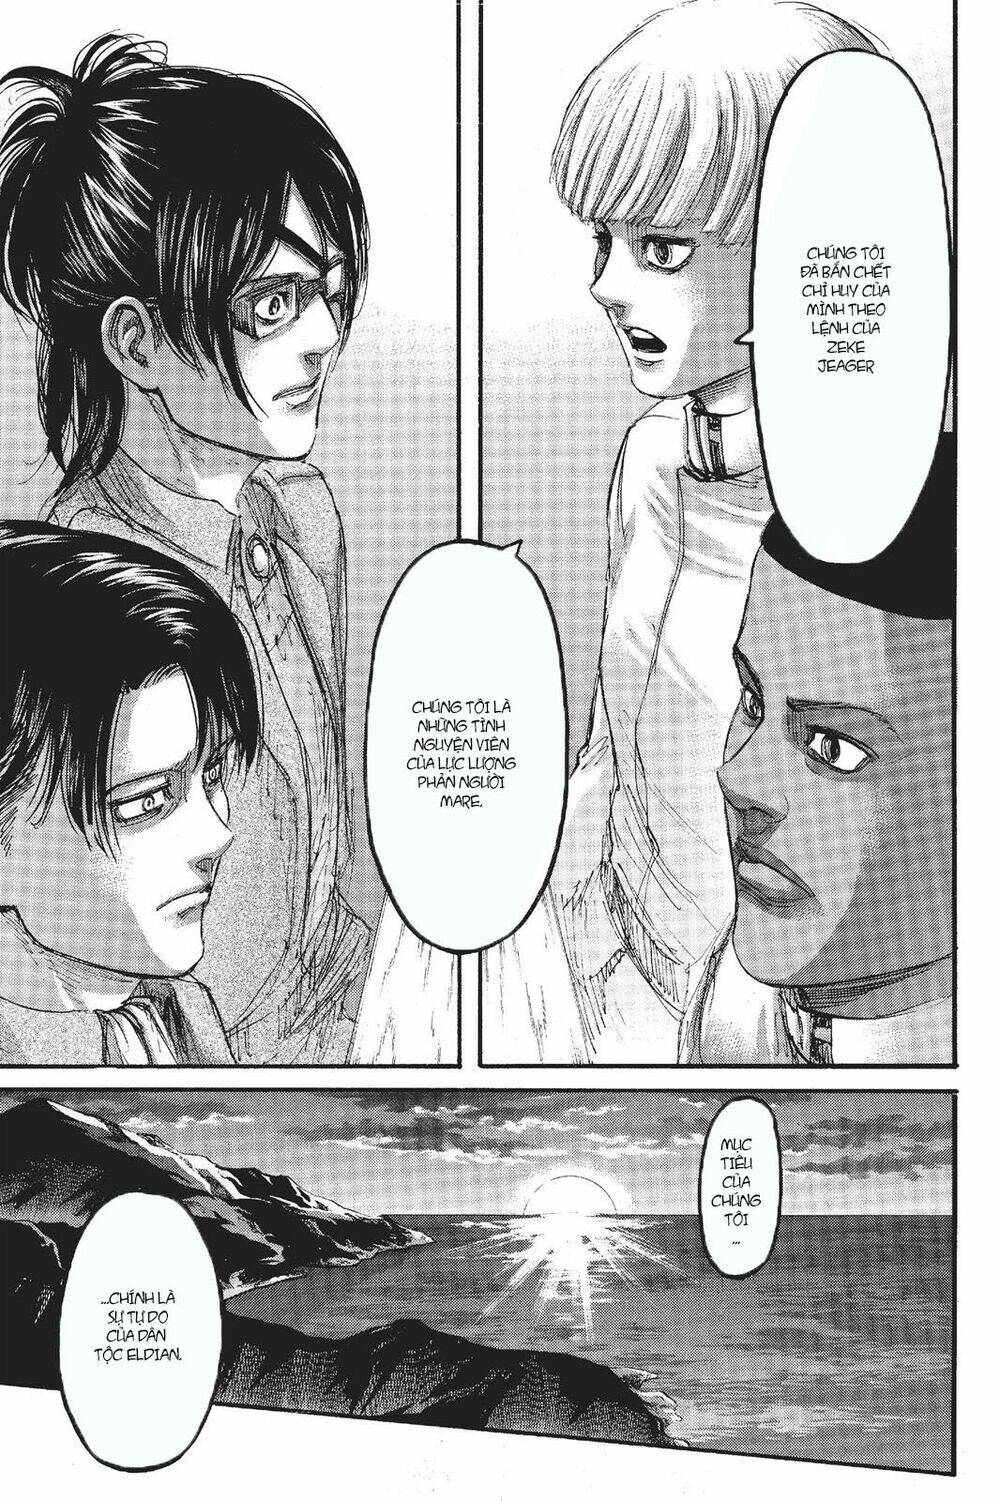 CHÚNG TÔI
ĐÃ BẮN CHẾT
CHỈ HUY CỦA
MÌNH THEO
LỆNH CỦA
ZEKE
JEAGER
CHÚNG TÔI LÀ
NHỮNG TÌNH
NGUYỆN VIÊN
CỦA LỰC LƯỢNG
PHẢN NGƯỜI
MARE.
MỤC
TIÊU
CỦA
CHÚNG
TÔI
...
...CHÍNH LÀ
SỰ TỰ DO
CỦA DÂN
TỘC ELDIAN.